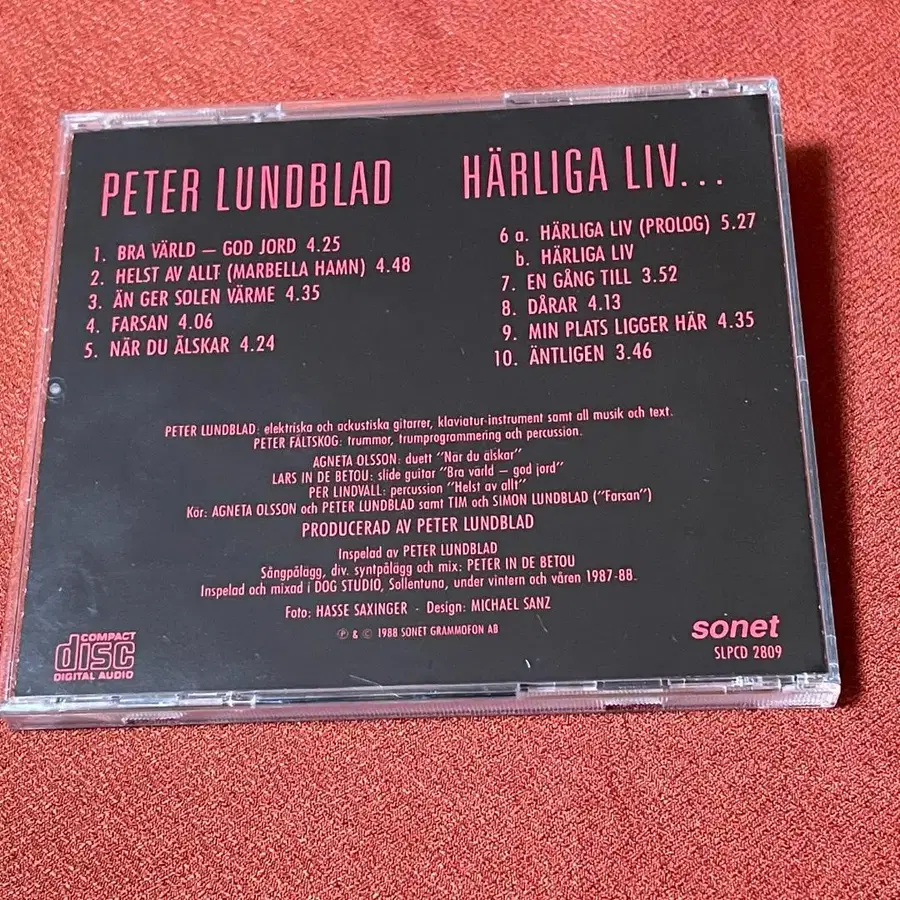 PETER LUNDBLAD
HÄRLIGA LIV...
1. BRA VÄRLD – GOD JORD 4.25
2. HELST AV ALLT (MARBELLA HAMN) 4.48
3. ÄN GER SOLEN VÄRME 4.35
4. FARSAN 4.06
5. NÄR DU ÄLSKAR 4.24
6 a. HÄRLIGA LIV (PROLOG) 5.27
b. HÄRLIGA LIV
7. EN GÅNG TILL 3.52
8. DÅRAR 4.13
9. MIN PLATS LIGGER HÄR 4.35
10. ÄNTLIGEN 3.46
PETER LUNDBLAD: elektriska och ackustiska gitarrer, klaviatur-instrument samt all musik och text.
PETER FÄLTSKOG: trummor, trumprogrammering och percussion.
AGNETA OLSSON: duett "När du älskar"
LARS IN DE BETOU: slide guitar "Bra värld – god jord"
PER LINDVALL: percussion "Helst av allt"
Kör: AGNETA OLSSON och PETER LUNDBLAD samt TIM och SIMON LUNDBLAD ("Farsan")
PRODUCERAD AV PETER LUNDBLAD
Inspelad av PETER LUNDBLAD
Sångpålägg, div. syntpålägg och mix: PETER IN DE BETOU
Inspelad och mixad i DOG STUDIO, Sollentuna, under vintern och våren 1987-88.
Foto: HASSE SAXINGER - Design: MICHAEL SANZ
℗ & © 1988 SONET GRAMMOFON AB
COMPACT
disc
DIGITAL AUDIO
sonet
SLPCD 2809